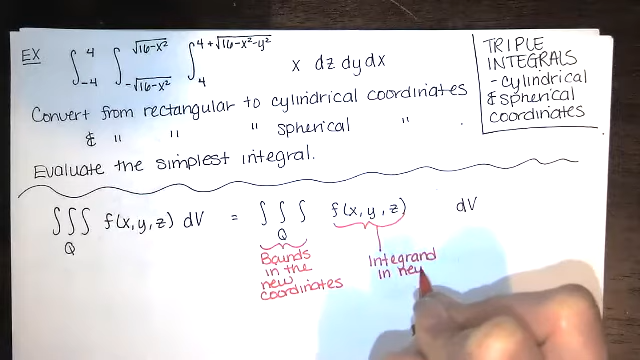 EX ∫_{-4}^{4} ∫_{-√(16-x²)}^{√(16-x²)} ∫_{4}^{4+√(16-x²-y²)} x dz dy dx
Convert from rectangular to cylindrical coordinates
& " " " spherical " .
Evaluate the simplest integral.
TRIPLE
INTEGRALS
-cylindrical
& spherical
coordinates
∫∫∫_Q f(x,y,z) dV = ∫∫∫_Q f(x,y,z) dV
Bounds
in the
new
coordinates
Integrand
in new